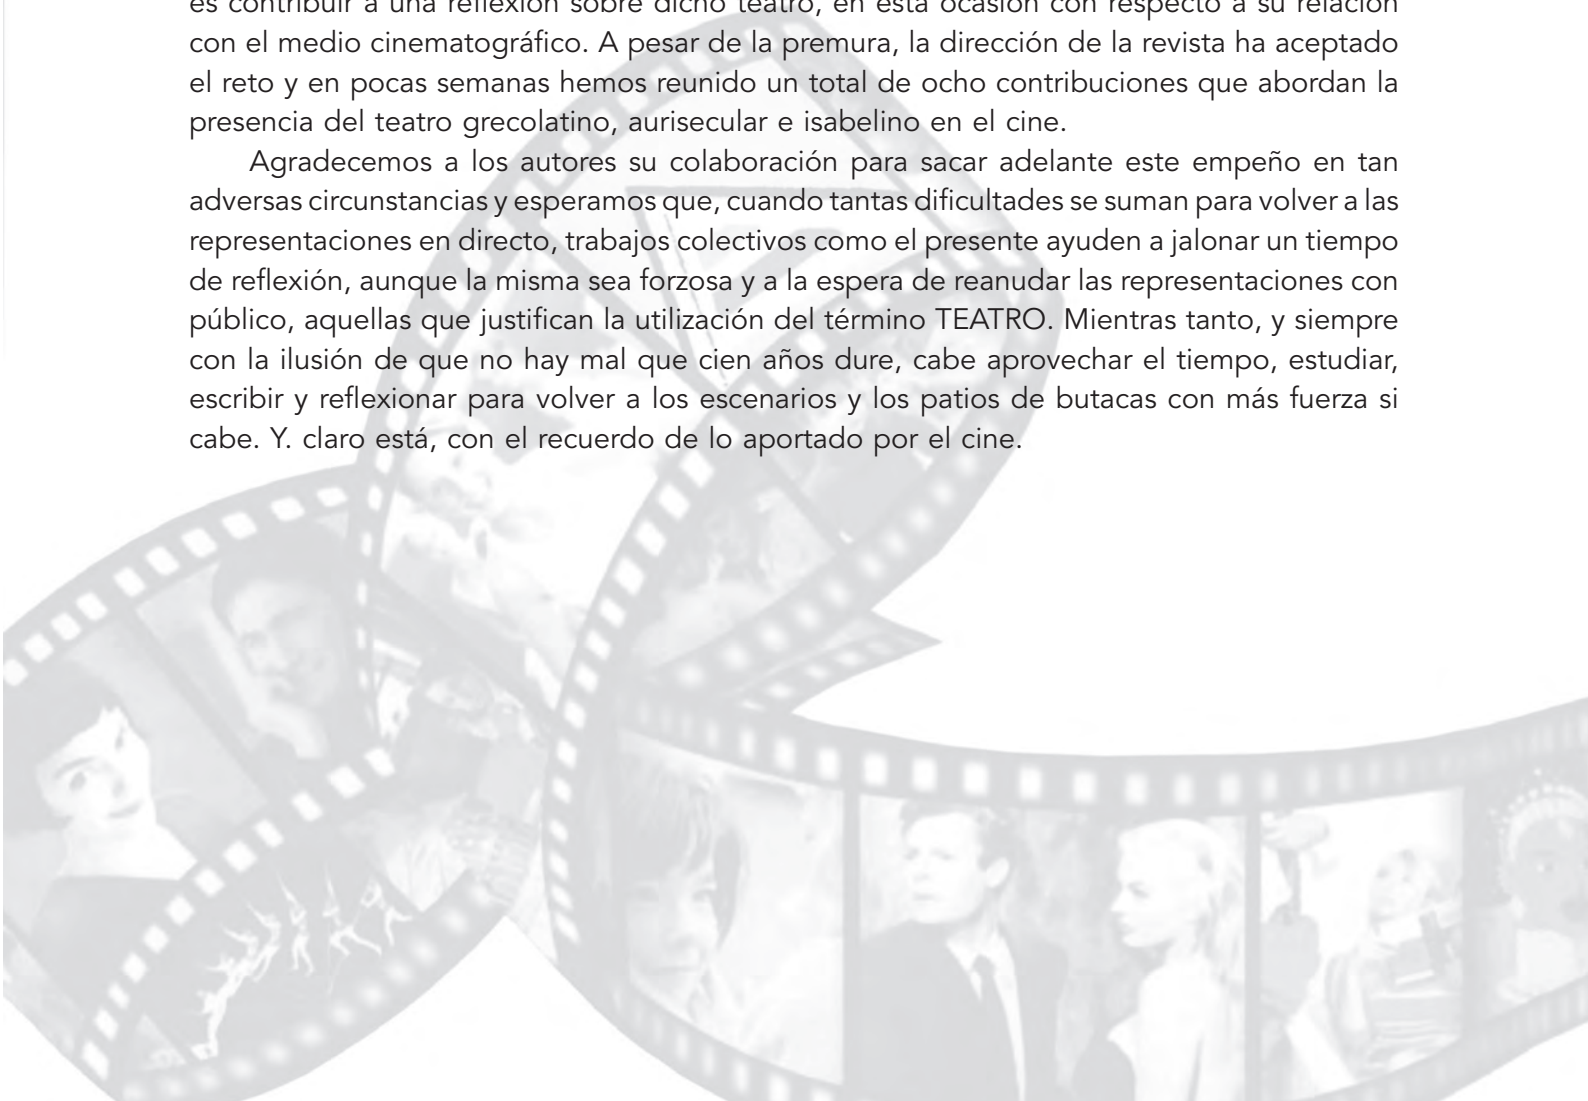 es contribuir a una reflexión sobre dicho teatro, en esta ocasión con respecto a su relación
con el medio cinematográfico. A pesar de la premura, la dirección de la revista ha aceptado
el reto y en pocas semanas hemos reunido un total de ocho contribuciones que abordan la
presencia del teatro grecolatino, aurisecular e isabelino en el cine.
Agradecemos a los autores su colaboración para sacar adelante este empeño en tan
adversas circunstancias y esperamos que, cuando tantas dificultades se suman para volver a las
representaciones en directo, trabajos colectivos como el presente ayuden a jalonar un tiempo
de reflexión, aunque la misma sea forzosa y a la espera de reanudar las representaciones con
público, aquellas que justifican la utilización del término TEATRO. Mientras tanto, y siempre
con la ilusión de que no hay mal que cien años dure, cabe aprovechar el tiempo, estudiar,
escribir y reflexionar para volver a los escenarios y los patios de butacas con más fuerza si
cabe. Y. claro está, con el recuerdo de lo aportado por el cine.